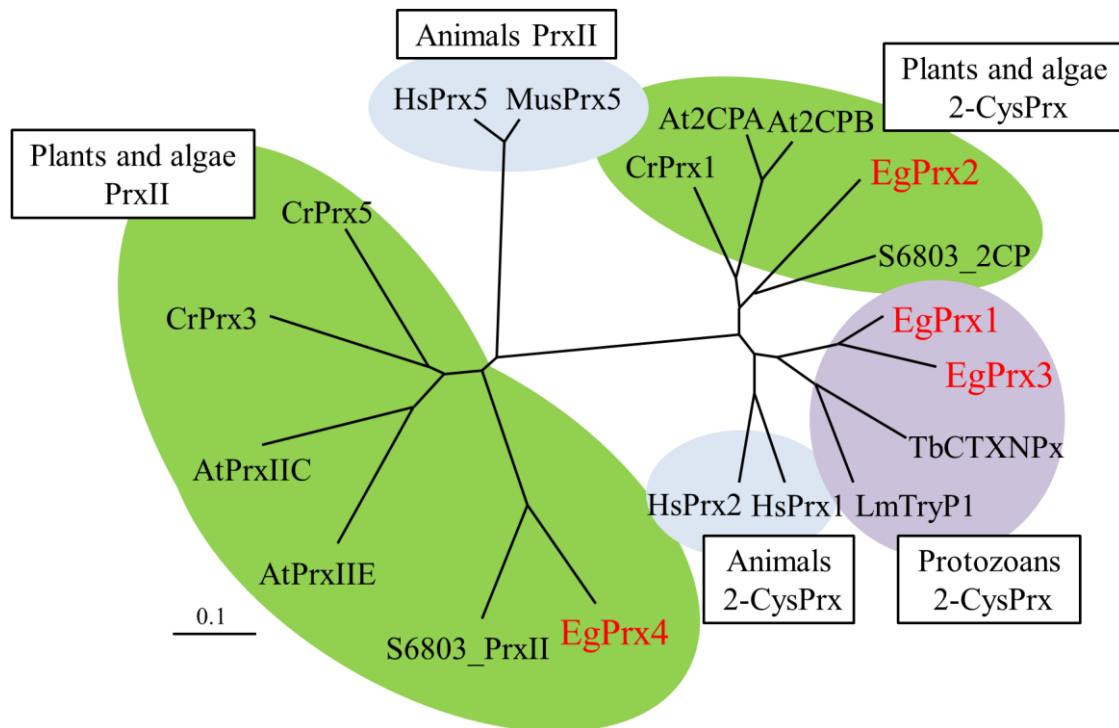 Animals PrxII
HsPrx5 MusPrx5
Plants and algae
2-CysPrx
At2CPA At2CPB
CrPrx1
EgPrx2
S6803_2CP
Plants and algae
PrxII
CrPrx5
CrPrx3
AtPrxIIC
AtPrxIIE
S6803_PrxII
EgPrx4
0.1
EgPrx1
EgPrx3
TbCTXNPx
LmTryP1
HsPrx2 HsPrx1
Animals
2-CysPrx
Protozoans
2-CysPrx